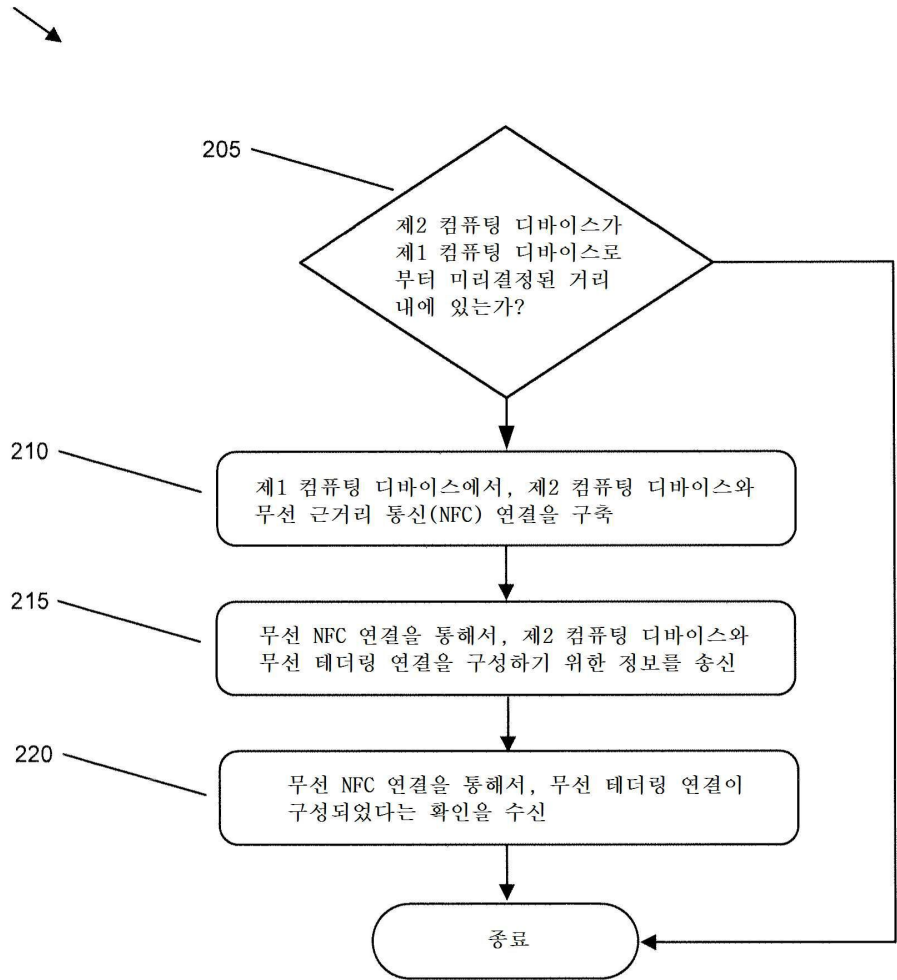 205
제2 컴퓨팅 디바이스가
제1 컴퓨팅 디바이스로
부터 미리결정된 거리
내에 있는가?
210
제1 컴퓨팅 디바이스에서, 제2 컴퓨팅 디바이스와
무선 근거리 통신(NFC) 연결을 구축
215
무선 NFC 연결을 통해서, 제2 컴퓨팅 디바이스와
무선 테더링 연결을 구성하기 위한 정보를 송신
220
무선 NFC 연결을 통해서, 무선 테더링 연결이
구성되었다는 확인을 수신
종료